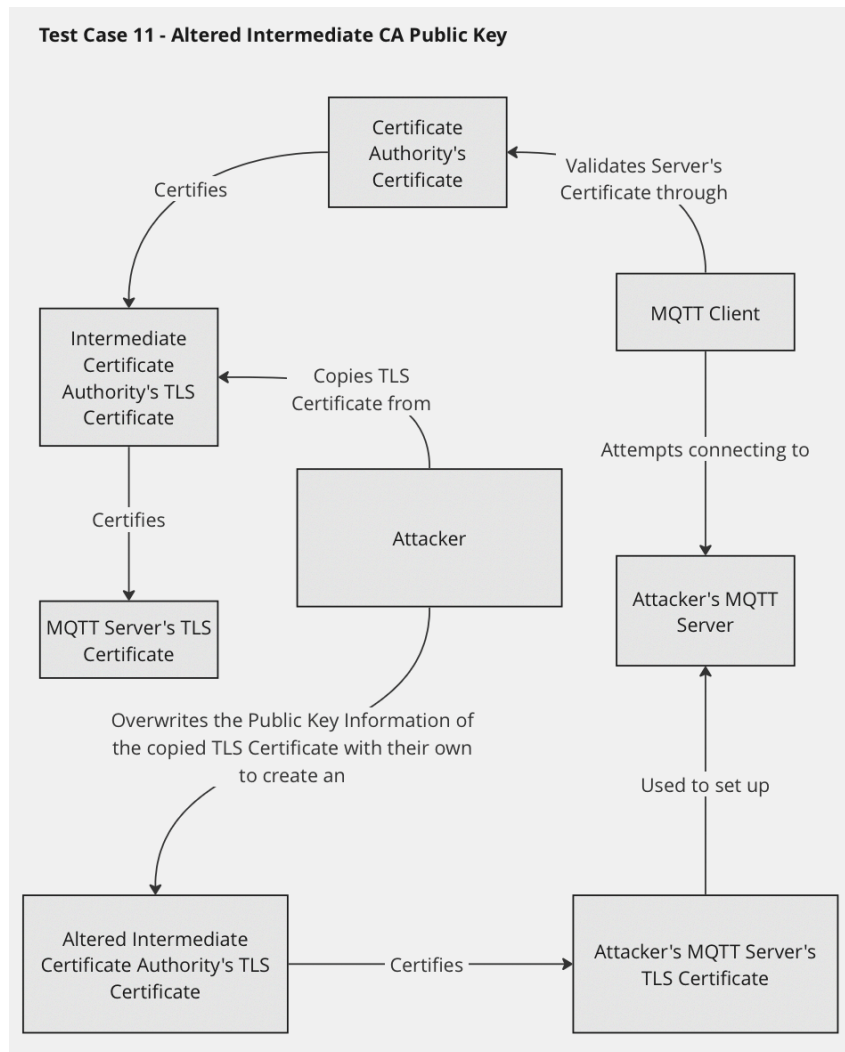 Test Case 11 - Altered Intermediate CA Public Key
Certificate
Authority's
Certificate
Validates Server's
Certificate through
Certifies
MQTT Client
Intermediate
Certificate
Authority's TLS
Certificate
Copies TLS
Certificate from
Attempts connecting to
Certifies
Attacker
MQTT Server's TLS
Certificate
Attacker's MQTT
Server
Overwrites the Public Key Information of
the copied TLS Certificate with their own
to create an
Used to set up
Altered Intermediate
Certificate Authority's TLS
Certificate
Certifies
Attacker's MQTT Server's
TLS Certificate